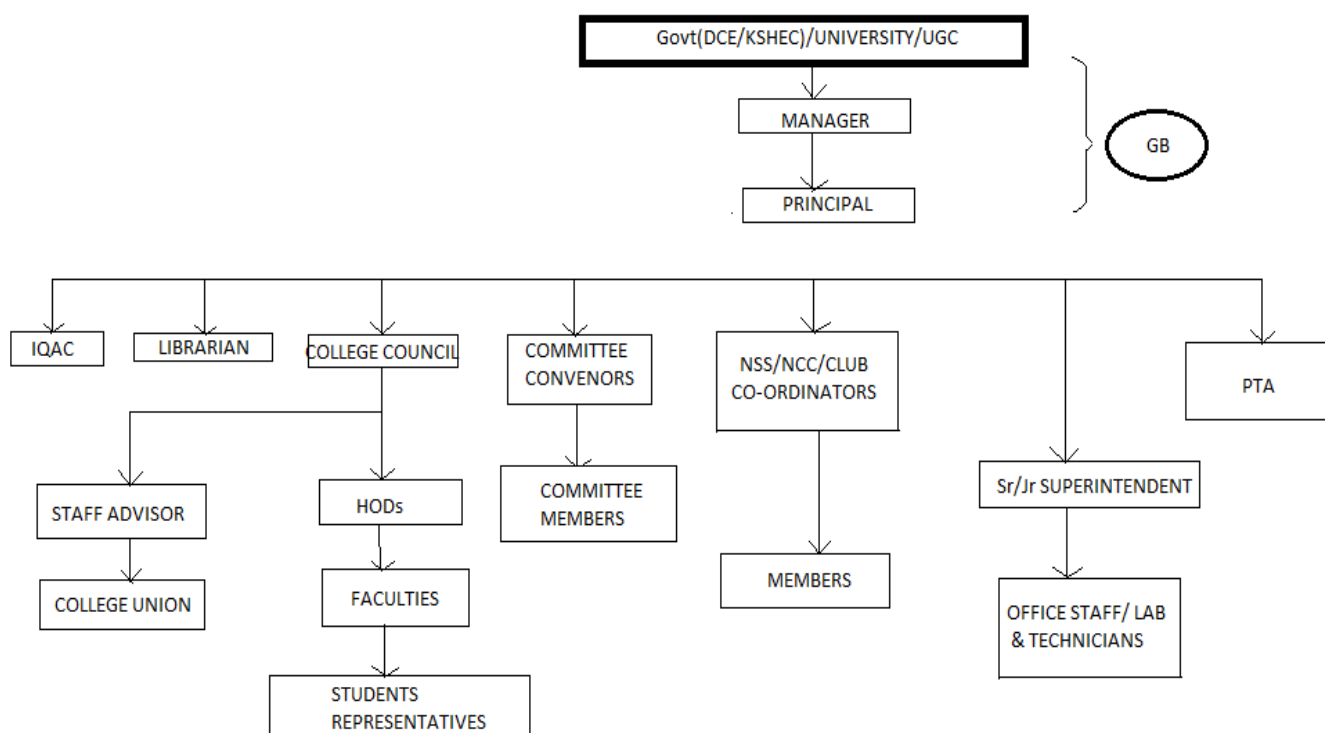 Govt(DCE/KSHEC)/UNIVERSITY/UGC
MANAGER
GB
PRINCIPAL
IQAC
LIBRARIAN
COLLEGE COUNCIL
COMMITTEE
CONVENORS
NSS/NCC/CLUB
CO-ORDINATORS
PTA
STAFF ADVISOR
HODs
COMMITTEE
MEMBERS
Sr/Jr SUPERINTENDENT
COLLEGE UNION
FACULTIES
MEMBERS
OFFICE STAFF/ LAB
& TECHNICIANS
STUDENTS
REPRESENTATIVES